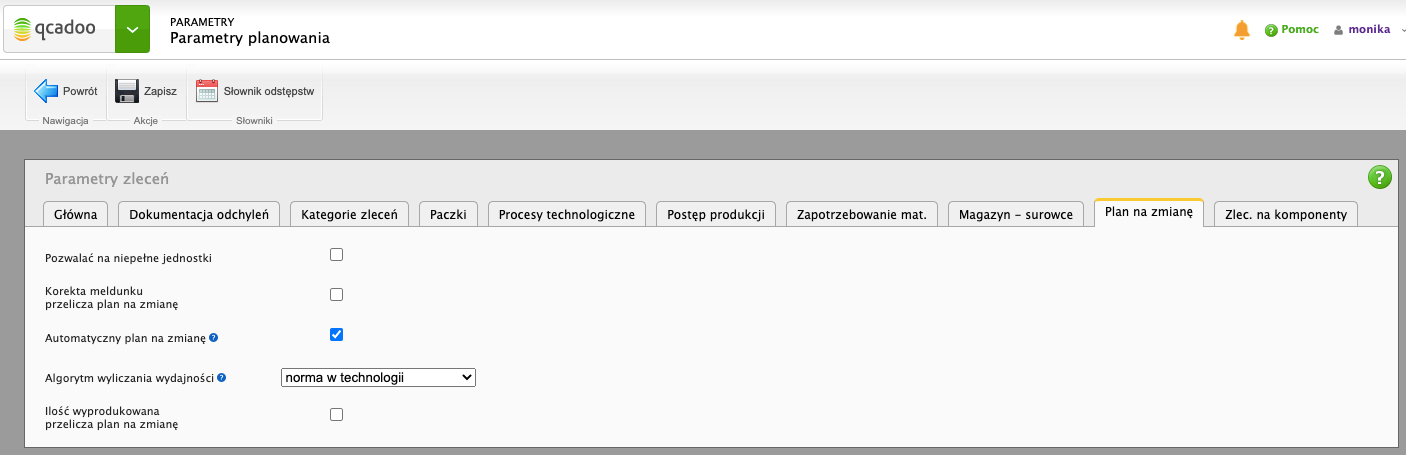 qcadoo
PARAMETRY
Parametry planowania
Pomoc
monika
Powrót
Zapisz
Słownik odstępstw
Nawigacja
Akcje
Słowniki
Parametry zleceń
?
Główna
Dokumentacja odchyleń
Kategorie zleceń
Paczki
Procesy technologiczne
Postęp produkcji
Zapotrzebowanie mat.
Magazyn - surowce
Plan na zmianę
Zlec. na komponenty
Pozwalać na niepełne jednostki
Korekta meldunku
przelicza plan na zmianę
Automatyczny plan na zmianę ?
Algorytm wyliczania wydajności ?
norma w technologii
Ilość wyprodukowana
przelicza plan na zmianę